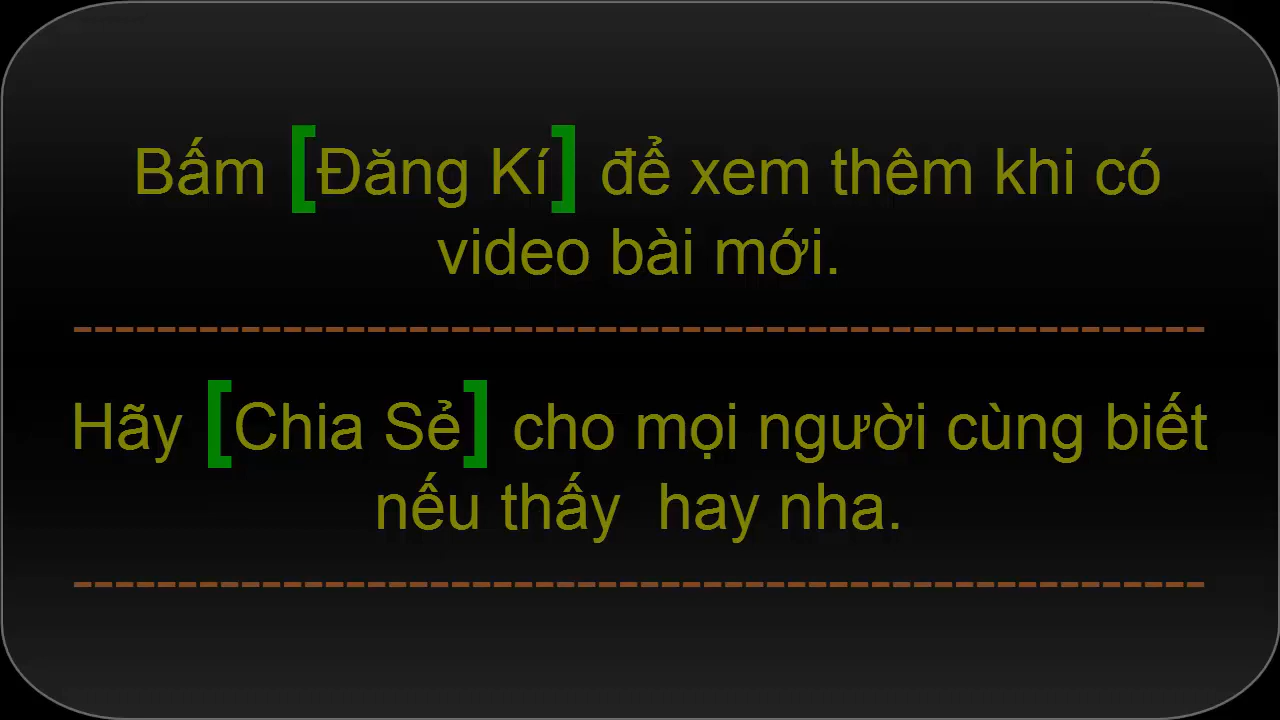 Bấm [Đăng Kí] để xem thêm khi có
video bài mới.
------------------------------------------------------
Hãy [Chia Sẻ] cho mọi người cùng biết
nếu thấy  hay nha.
------------------------------------------------------